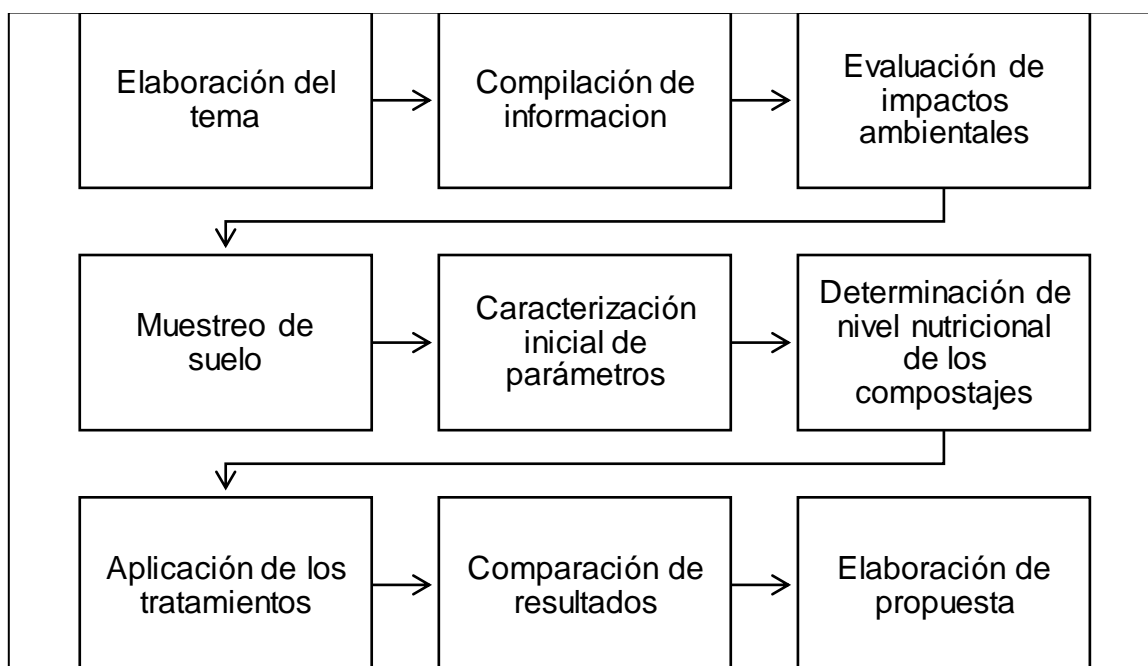 Elaboración del
tema
Compilación de
informacion
Evaluación de
impactos
ambientales
Muestreo de
suelo
Caracterización
inicial de
parámetros
Determinación de
nivel nutricional
de los
compostajes
Aplicación de los
tratamientos
Comparación de
resultados
Elaboración de
propuesta